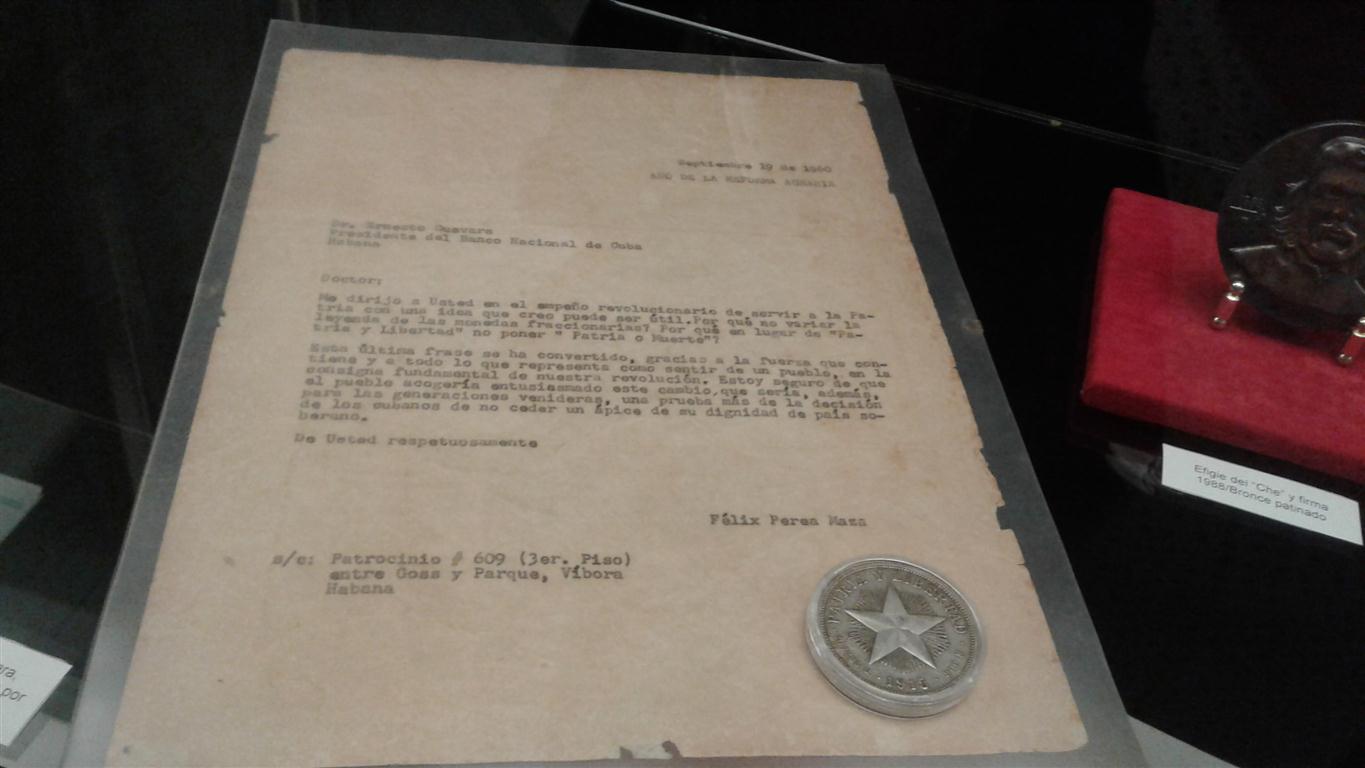 Septiembre 19 de 1960
AÑO DE LA REFORMA AGRARIA
Dr. Ernesto Guevara
Presidente del Banco Nacional de Cuba
Habana
Doctor:
Me dirijo a Usted en el empeño revolucionario de servir a la Pa-
tria con una idea que creo puede ser útil. Por qué no variar la
leyenda de las monedas fraccionarias? Por qué en lugar de "Pa-
tria y Libertad" no poner " Patria o Muerte"?
Esta última frase se ha convertido, gracias a la fuerza que con-
tiene y a todo lo que representa como sentir de un pueblo, en la
consigna fundamental de nuestra revolución. Estoy seguro de que
el pueblo acogería entusiasmado este cambio, que sería, además,
para las generaciones venideras, una prueba más de la decisión
de los cubanos de no ceder un ápice de su dignidad de país so-
berano.
De Usted respetuosamente
Félix Perea Maza
s/c: Patrocinio # 609 (3er. Piso)
entre Goss y Parque, Víbora
Habana
PATRIA Y LIBERTAD
Efigie del "Che" y firma
1988/Bronce patinado
por